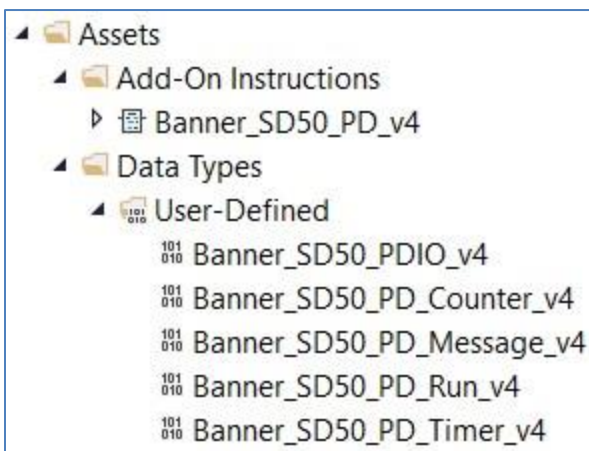 Assets
Add-On Instructions
Banner_SD50_PD_v4
Data Types
User-Defined
Banner_SD50_PDIO_v4
Banner_SD50_PD_Counter_v4
Banner_SD50_PD_Message_v4
Banner_SD50_PD_Run_v4
Banner_SD50_PD_Timer_v4